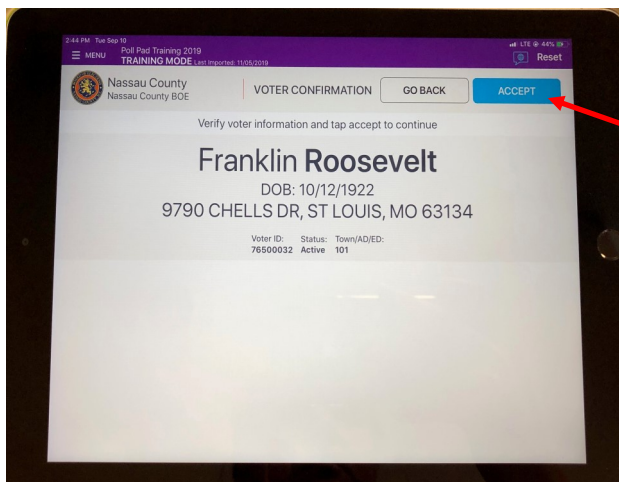 2:44 PM Tue Sep 10
LTE 44%
MENU
Poll Pad Training 2019
TRAINING MODE Last Imported: 11/05/2019
Reset
Nassau County
Nassau County BOE
VOTER CONFIRMATION
GO BACK
ACCEPT
Verify voter information and tap accept to continue
Franklin Roosevelt
DOB: 10/12/1922
9790 CHELLS DR, ST LOUIS, MO 63134
Voter ID: Status: Town/AD/ED:
76500032 Active 101